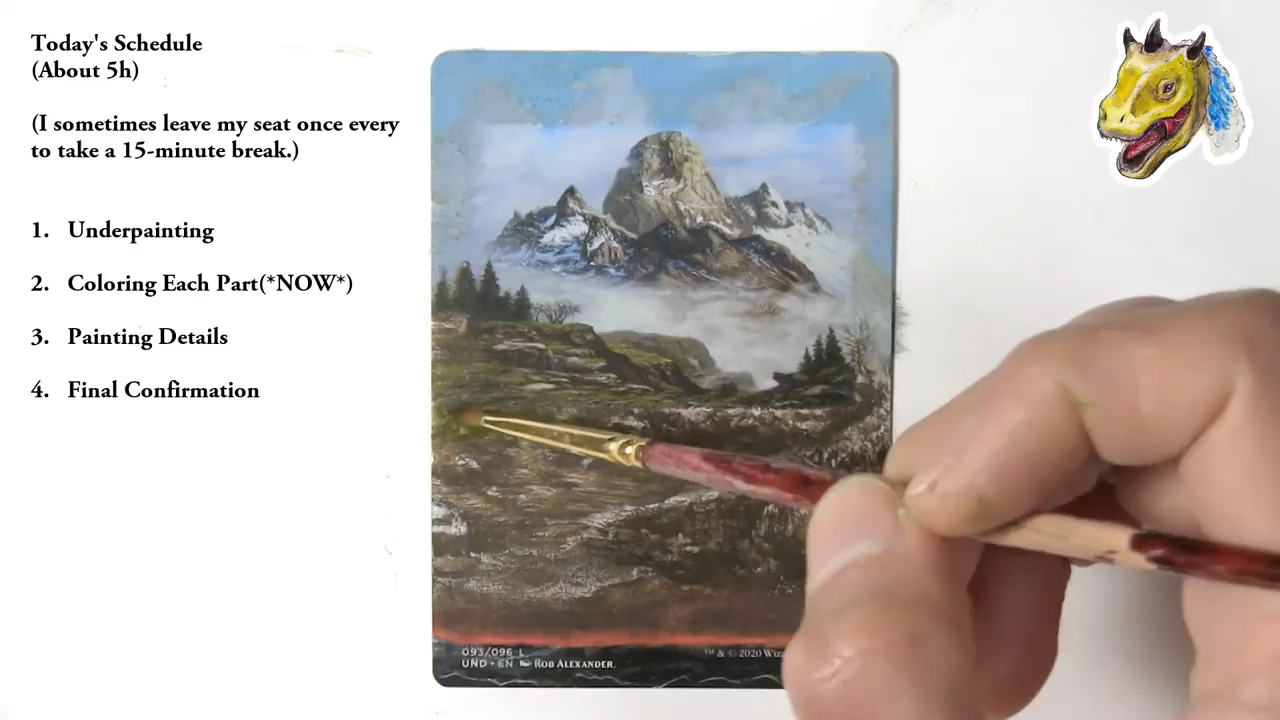 Today's Schedule
(About 5h)
(I sometimes leave my seat once every
to take a 15-minute break.)
1. Underpainting
2. Coloring Each Part(*NOW*)
3. Painting Details
4. Final Confirmation
093/096 L
UND • EN ROB ALEXANDER
™ & © 2020 Wiz